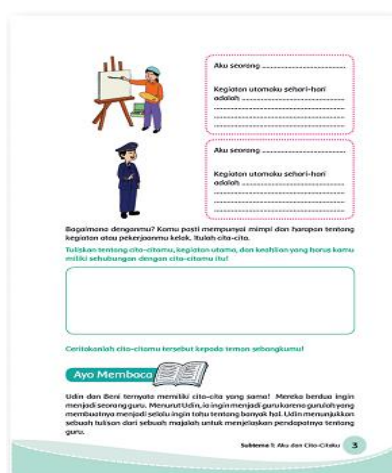 Aku seorang
Kegiatan utamaku sehari-hari
adalah
Aku seorang
Kegiatan utamaku sehari-hari
adalah
Bagaimana denganmu? Kamu pasti mempunyai mimpi dan harapan tentang
kegiatan atau pekerjaanmu kelak. Itulah cita-cita.
Tuliskan tentang cita-citamu, kegiatan utama, dan keahlian yang harus kamu
miliki sehubungan dengan cita-citamu itu!
Ceritakanlah cita-citamu tersebut kepada teman sebangkumu!
Ayo Membaca
Udin dan Beni ternyata memiliki cita-cita yang sama! Mereka berdua ingin
menjadi seorang guru. Menurut Udin, ia ingin menjadi guru karena gurulah yang
membuatnya menjadi selalu ingin tahu tentang banyak hal. Udin menunjukkan
sebuah tulisan dari sebuah majalah untuk menjelaskan pendapatnya tentang
guru.
Subtema 1: Aku dan Cita-Citaku 3